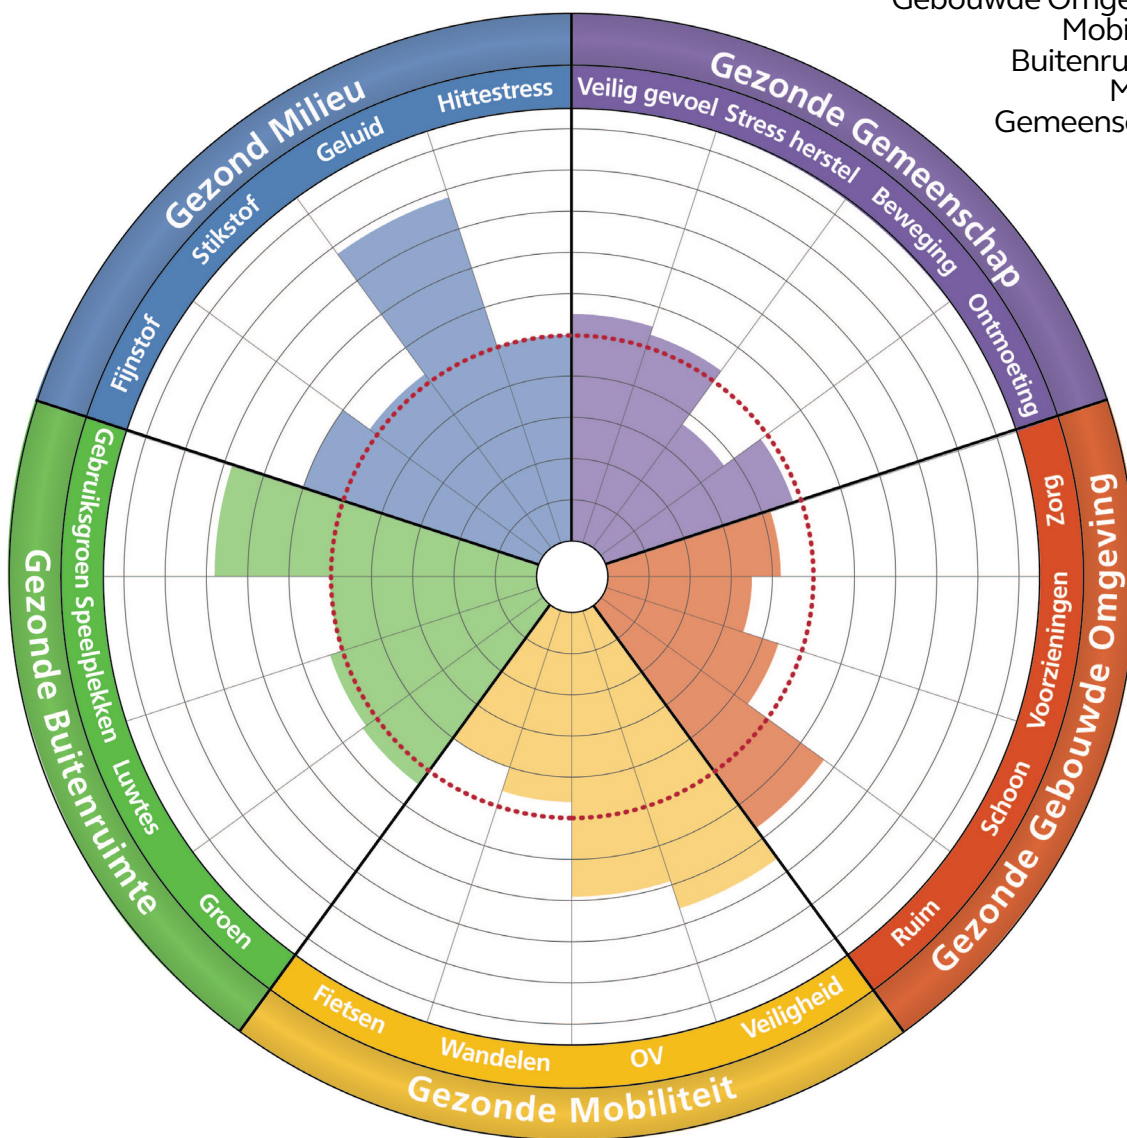 Mobi
Buitenru
M
Gezond Milieu
Hittestress
Geluid
Stikstof
Fijnstof
Gezonde Gemeenschap
Veilig gevoel
Stress herstel
Beweging
Ontmoeting
Gezonde Gebouwde Omgeving
Zorg
Voorzieningen
Schoon
Ruim
Gezonde Mobiliteit
Veiligheid
OV
Wandelen
Fietsen
Gezonde Buitenruimte
Groen
Luwtes
Speelplekken
Gebruiksgroen